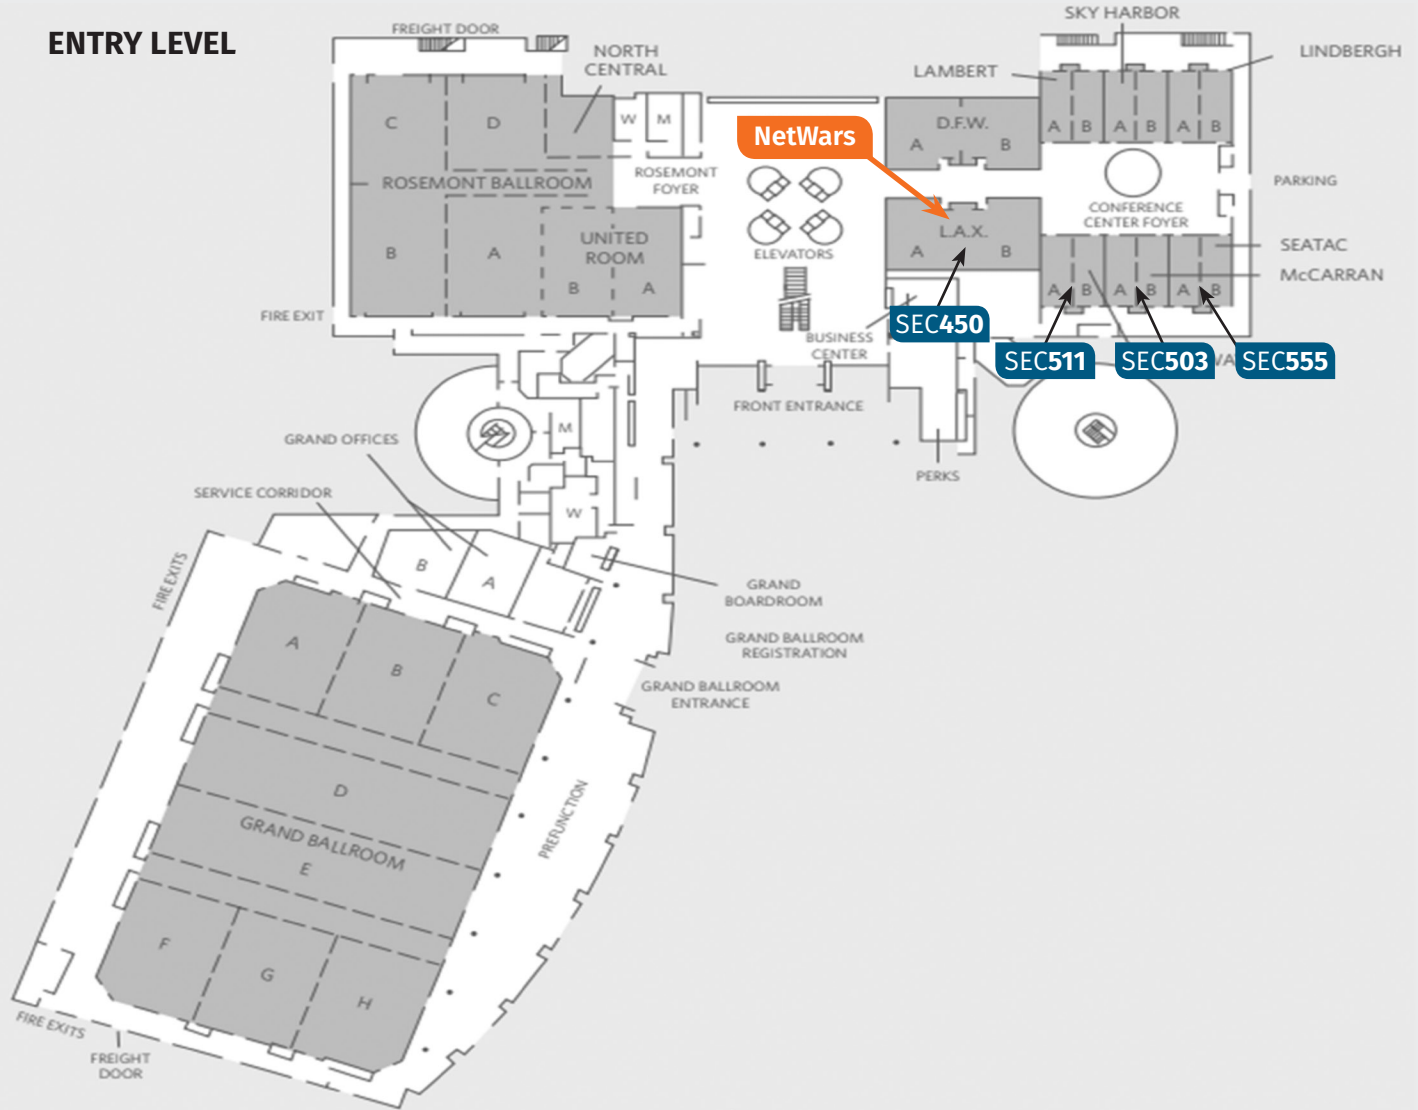 ENTRY LEVEL
FREIGHT DOOR
NORTH
CENTRAL
SKY HARBOR
LAMBERT
LINDBERGH
C
D
W
M
NetWars
D.F.W.
A
B
A
B
A
B
A
B
ROSEMONT BALLROOM
ROSEMONT
FOYER
PARKING
CONFERENCE
CENTER FOYER
B
A
UNITED
ROOM
B
A
ELEVATORS
L.A.X.
A
B
SEATAC
McCARRAN
A
B
A
B
A
B
FIRE EXIT
BUSINESS
CENTER
SEC450
SEC511
SEC503
SEC555
FRONT ENTRANCE
M
GRAND OFFICES
PERKS
SERVICE CORRIDOR
W
FIRE EXITS
B
A
GRAND
BOARDROOM
GRAND BALLROOM
REGISTRATION
GRAND BALLROOM
ENTRANCE
A
B
C
D
GRAND BALLROOM
E
PREFUNCTION
F
G
H
FIRE EXITS
FREIGHT
DOOR